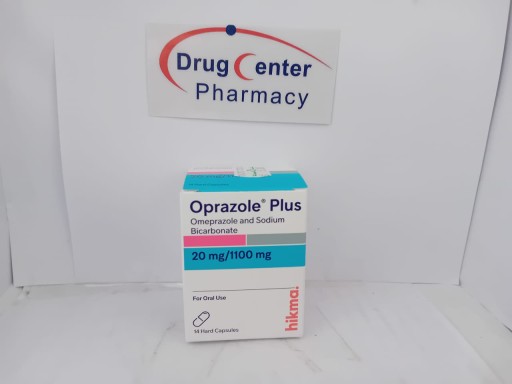 Drug Center
Pharmacy
Oprazole® Plus
Omeprazole and Sodium
Bicarbonate
20 mg/1100 mg
For Oral Use
14 Hard Capsules
hikma.